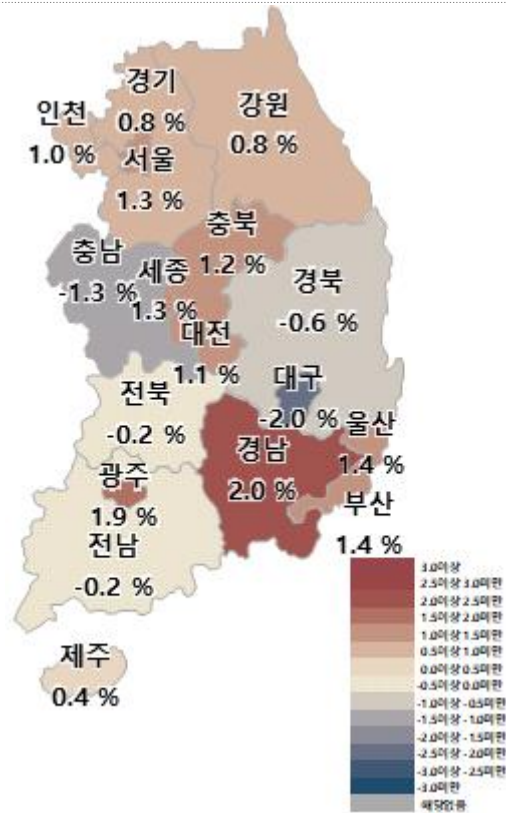 경기
0.8 %
강원
0.8 %
인천
1.0 %
서울
1.3 %
충북
1.2 %
충남
-1.3 %
세종
1.3 %
경북
-0.6 %
대전
1.1 %
대구
-2.0 %
전북
-0.2 %
울산
1.4 %
경남
2.0 %
광주
1.9 %
부산
1.4 %
전남
-0.2 %
제주
0.4 %
3.0이상
2.5이상 3.0미만
2.0이상 2.5미만
1.5이상 2.0미만
1.0이상 1.5미만
0.5이상 1.0미만
0.0이상 0.5미만
-0.5이상 0.0미만
-1.0이상 -0.5미만
-1.5이상 -1.0미만
-2.0이상 -1.5미만
-2.5이상 -2.0미만
-3.0이상 -2.5미만
-3.0미만
해당없음